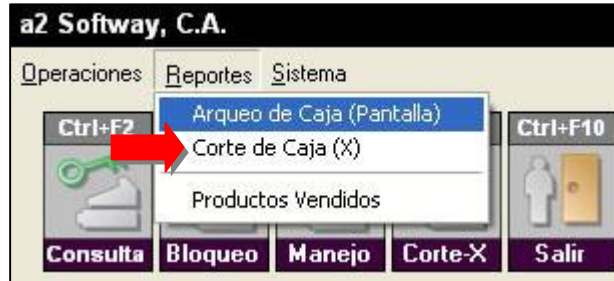 a2 Softway, C.A.
Operaciones Reportes Sistema
Arqueo de Caja (Pantalla)
Corte de Caja (X)
Productos Vendidos
Ctrl+F2 Ctrl+F10
Consulta Bloqueo Manejo Corte-X Salir